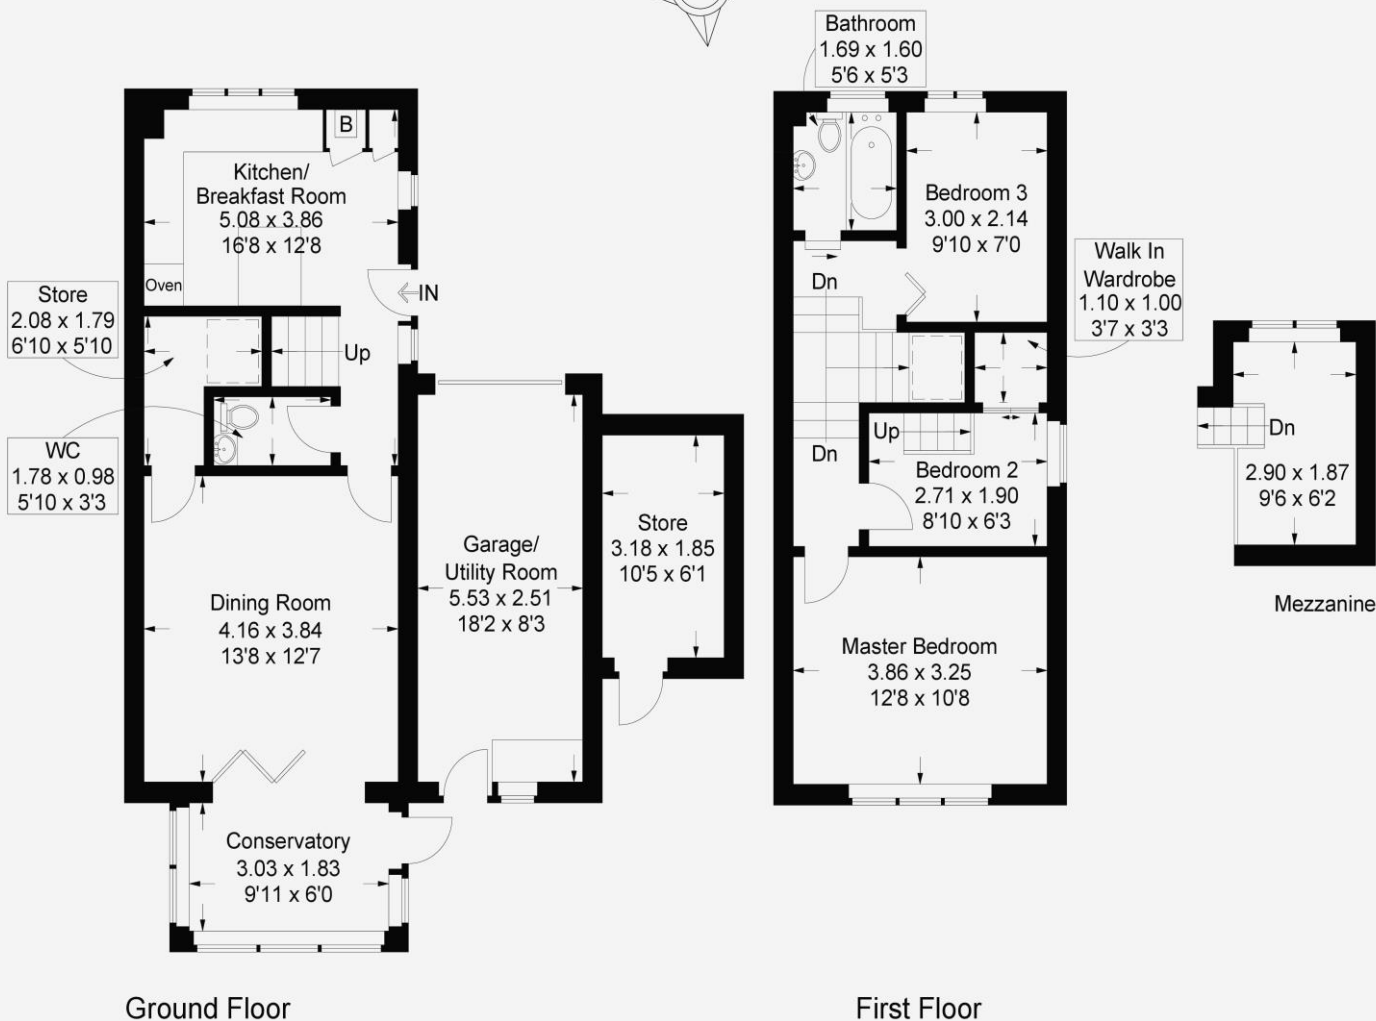 Bathroom
1.69 x 1.60
5'6 x 5'3
B
Kitchen/
Breakfast Room
5.08 x 3.86
16'8 x 12'8
Oven
IN
Store
2.08 x 1.79
6'10 x 5'10
Up
WC
1.78 x 0.98
5'10 x 3'3
Dining Room
4.16 x 3.84
13'8 x 12'7
Garage/
Utility Room
5.53 x 2.51
18'2 x 8'3
Store
3.18 x 1.85
10'5 x 6'1
Conservatory
3.03 x 1.83
9'11 x 6'0
Ground Floor
Bedroom 3
3.00 x 2.14
9'10 x 7'0
Dn
Walk In
Wardrobe
1.10 x 1.00
3'7 x 3'3
Up
Dn
Bedroom 2
2.71 x 1.90
8'10 x 6'3
Master Bedroom
3.86 x 3.25
12'8 x 10'8
First Floor
Dn
2.90 x 1.87
9'6 x 6'2
Mezzanine